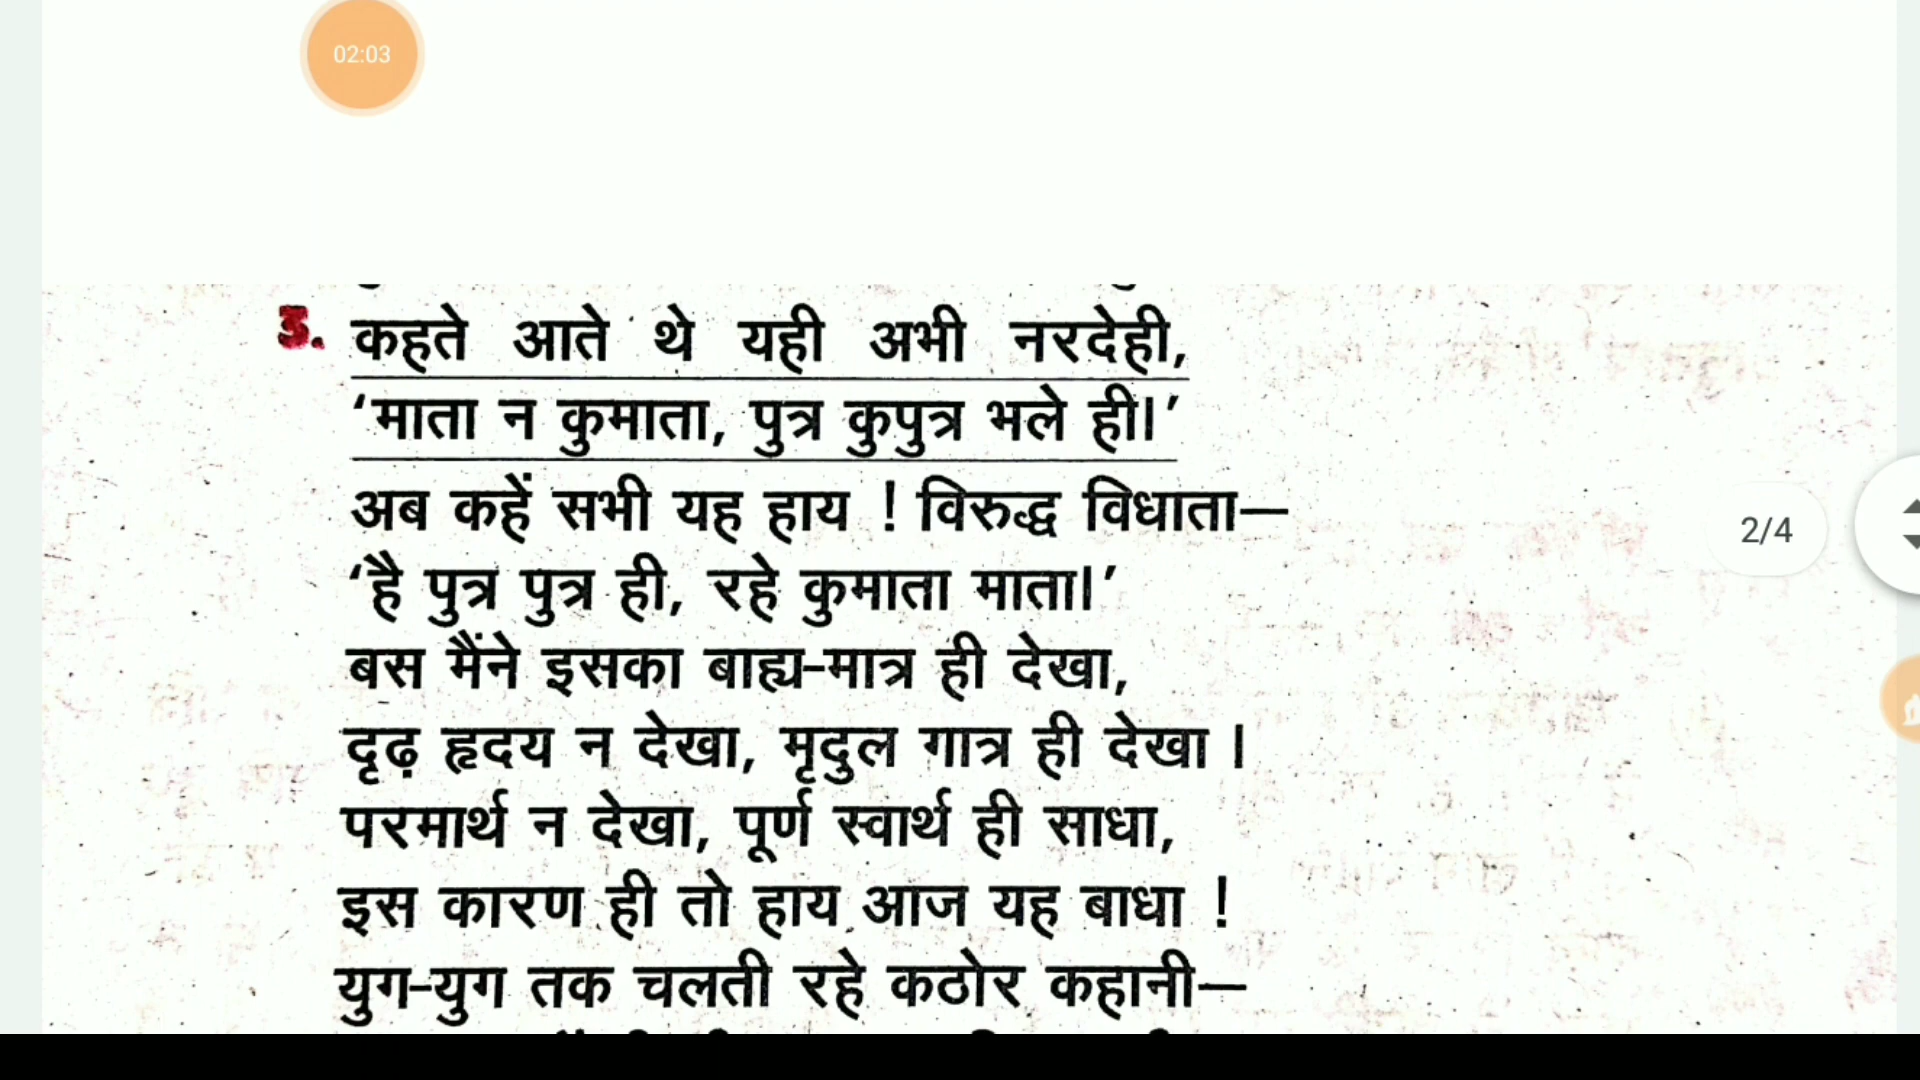 02:03
3. कहते आते थे यही अभी नरदेही,
‘माता न कुमाता, पुत्र कुपुत्र भले ही।’
अब कहें सभी यह हाय ! विरुद्ध विधाता—
2/4
‘है पुत्र पुत्र ही, रहे कुमाता माता।’
बस मैंने इसका बाह्य-मात्र ही देखा,
दृढ़ हृदय न देखा, मृदुल गात्र ही देखा ।
परमार्थ न देखा, पूर्ण स्वार्थ ही साधा,
इस कारण ही तो हाय आज यह बाधा !
युग-युग तक चलती रहे कठोर कहानी—